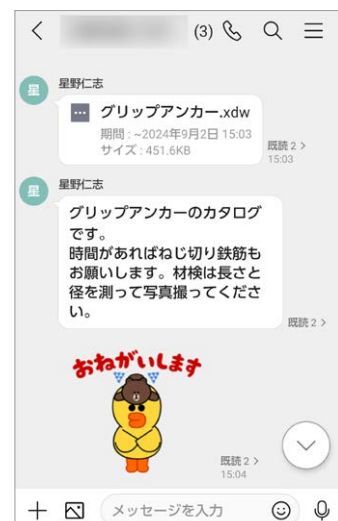 (3)
星野仁志
星
グリップアンカー.xdw
期間 : ~2024年9月2日 15:03
サイズ : 451.6KB
既読 2 >
15:03
星野仁志
星
グリップアンカーのカタログ
です。
時間があればねじ切り鉄筋も
お願いします。材検は長さと
径を測って写真撮ってくださ
い。
既読 2 >
おねがいします
既読 2 >
15:04
メッセージを入力